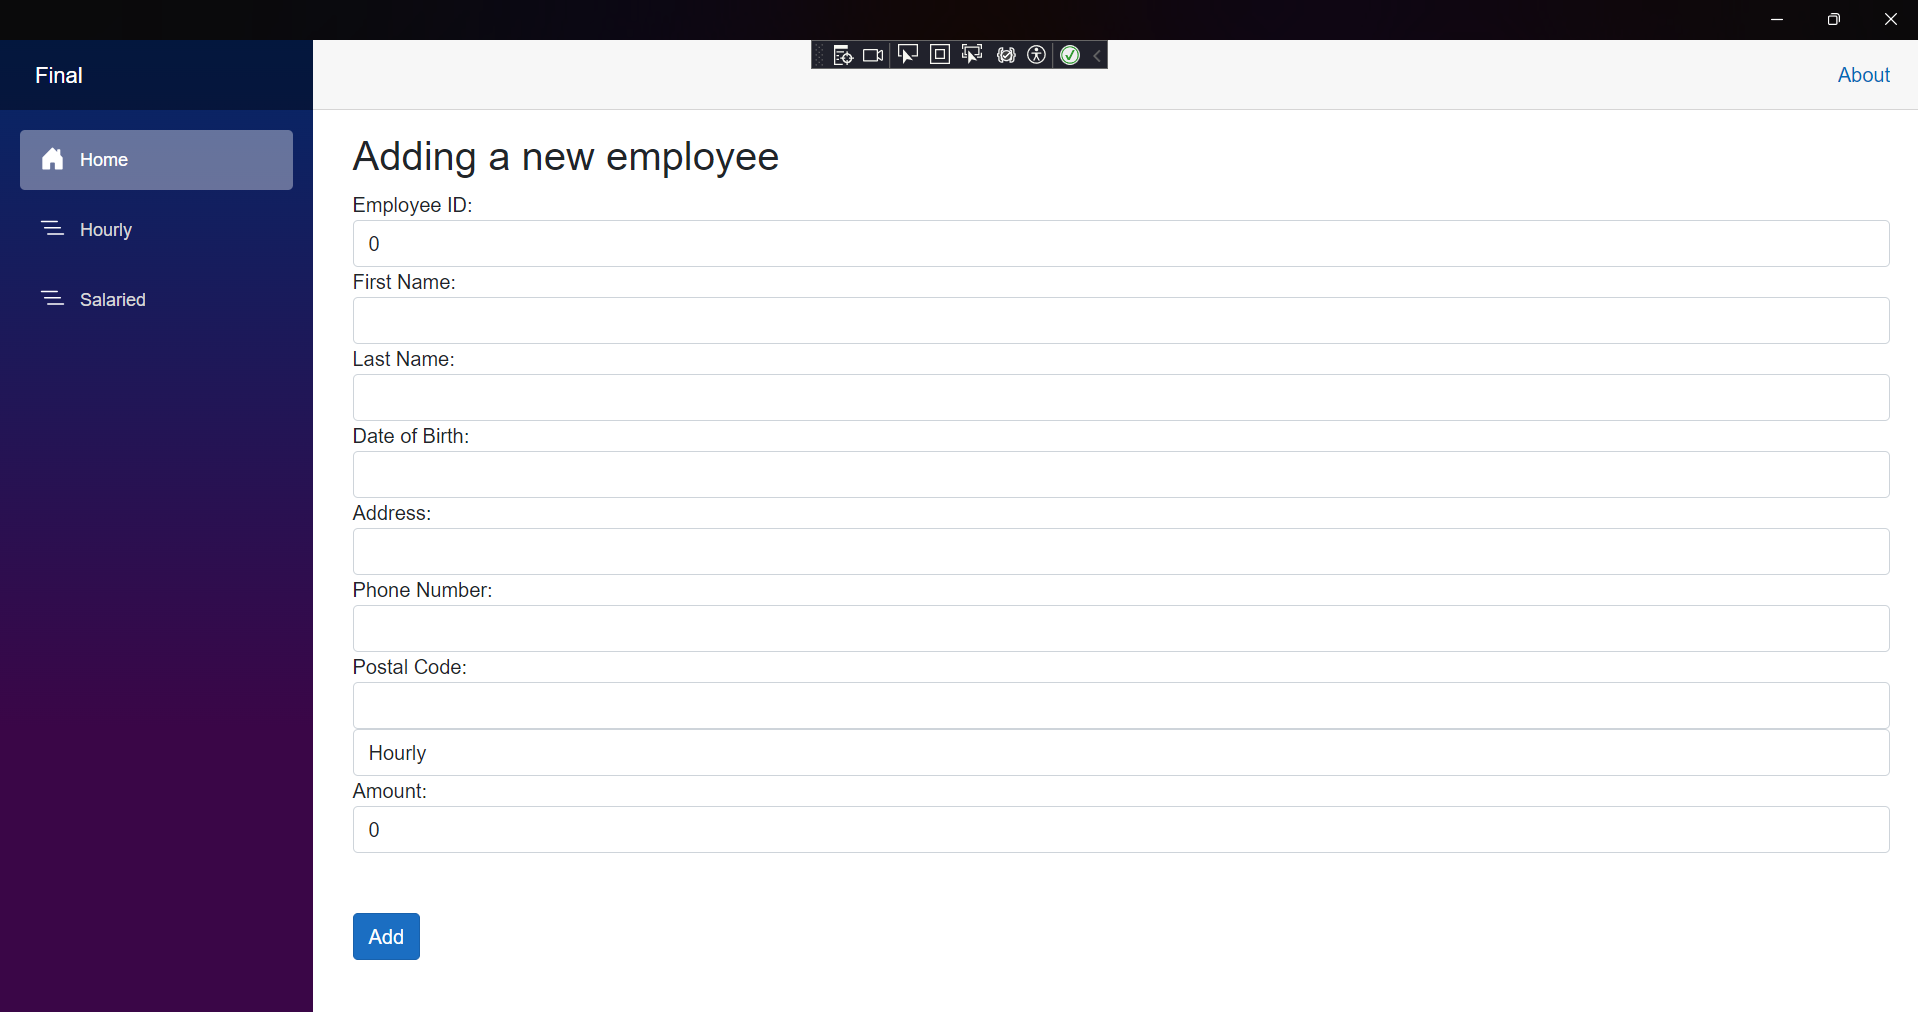 Final
About
Home
Hourly
Salaried
Adding a new employee
Employee ID:
0
First Name:
Last Name:
Date of Birth:
Address:
Phone Number:
Postal Code:
Hourly
Amount:
0
Add